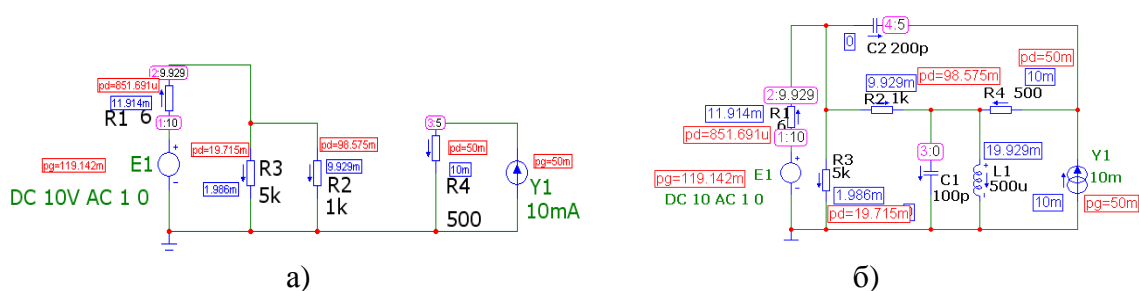 2:9.929
pd=851.691u
11.914m
R1 6
1:10
pg=119.142m
E1
DC 10V AC 1 0
pd=19.715m
R3
1.986m
5k
pd=98.575m
9.929m
R2
1k
3:5
pd=50m
10m
R4
500
pg=50m
Y1
10mA
а)
4:5
0
C2 200p
pd=50m
10m
pd=98.575m
9.929m
R2 1k
R4 500
2:9.929
11.914m
R1
6
pd=851.691u
1:10
pg=119.142m
E1
DC 10 AC 1 0
R3
5k
1.986m
pd=19.715m
3:0
C1
100p
19.929m
L1
500u
Y1
10m
10m
pg=50m
б)